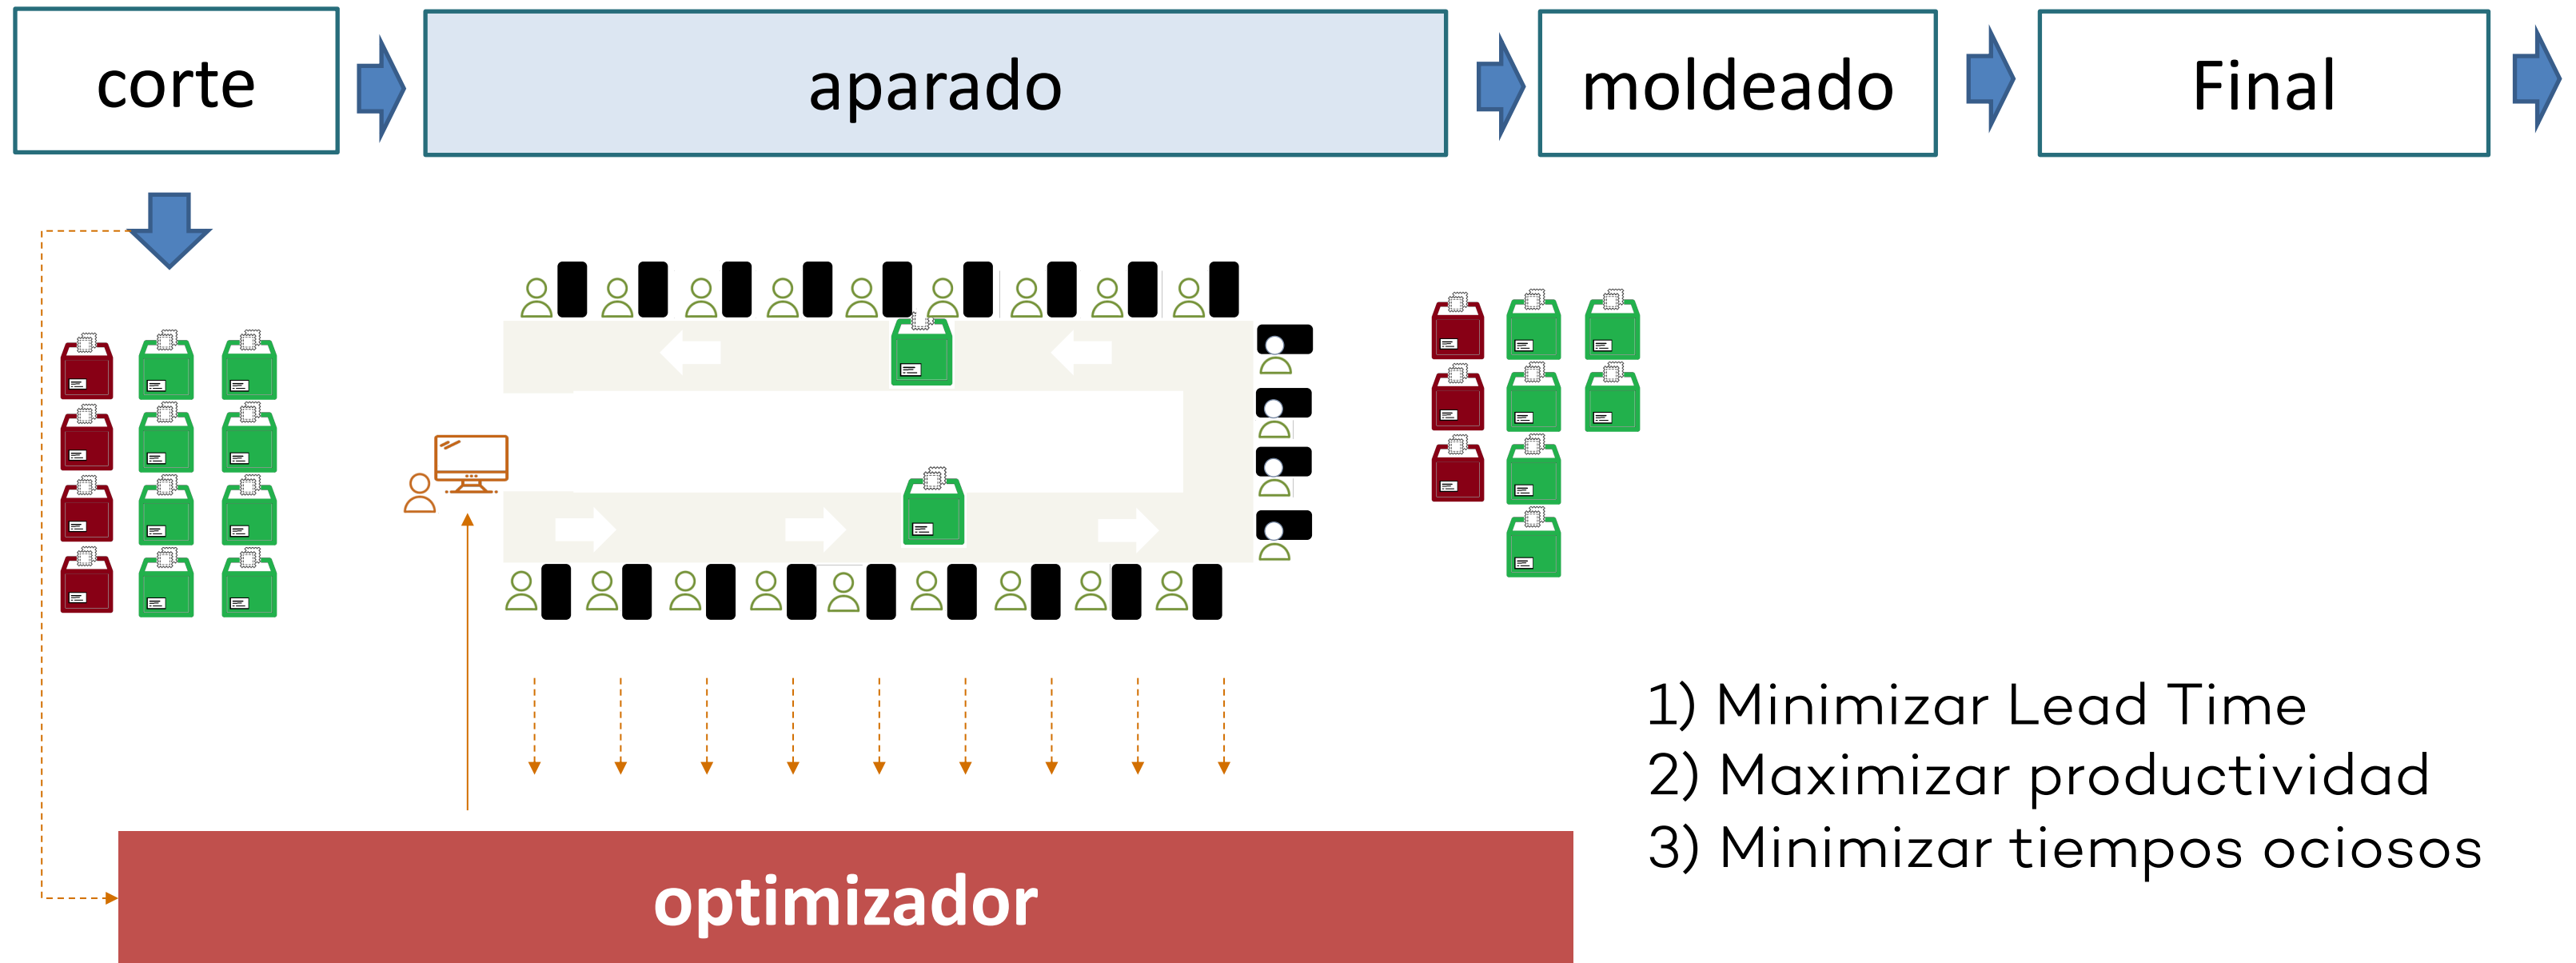 corte
aparado
moldeado
Final
1) Minimizar Lead Time
2) Maximizar productividad
3) Minimizar tiempos ociosos
optimizador